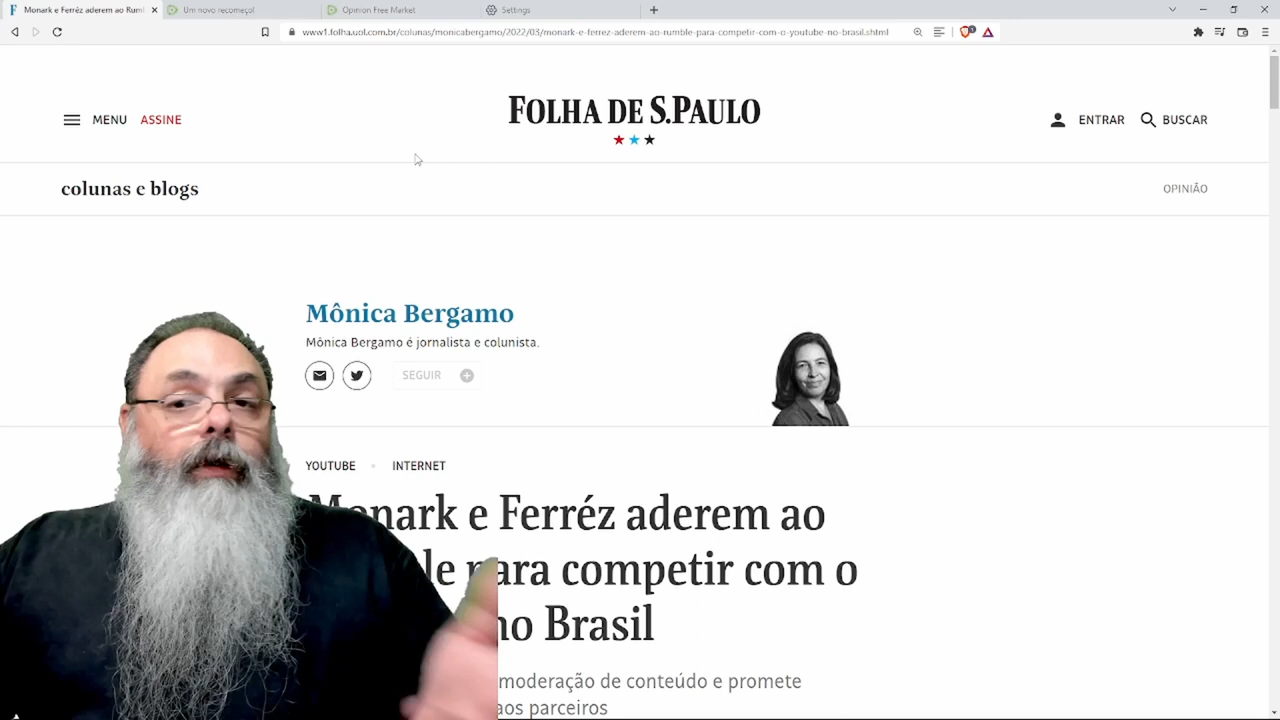 Monark e Ferréz aderem ao Rum
Um novo recomeço!
Opinion Free Market
Settings
www1.folha.uol.com.br/colunas/monicabergamo/2022/03/monark-e-ferrez-aderem-ao-rumble-para-competir-com-o-youtube-no-brasil.shtml
MENU
ASSINE
FOLHA DE S.PAULO
ENTRAR
BUSCAR
colunas e blogs
OPINIÃO
Mônica Bergamo
Mônica Bergamo é jornalista e colunista.
SEGUIR
YOUTUBE
INTERNET
Monark e Ferréz aderem ao
le para competir com o
no Brasil
moderação de conteúdo e promete
aos parceiros